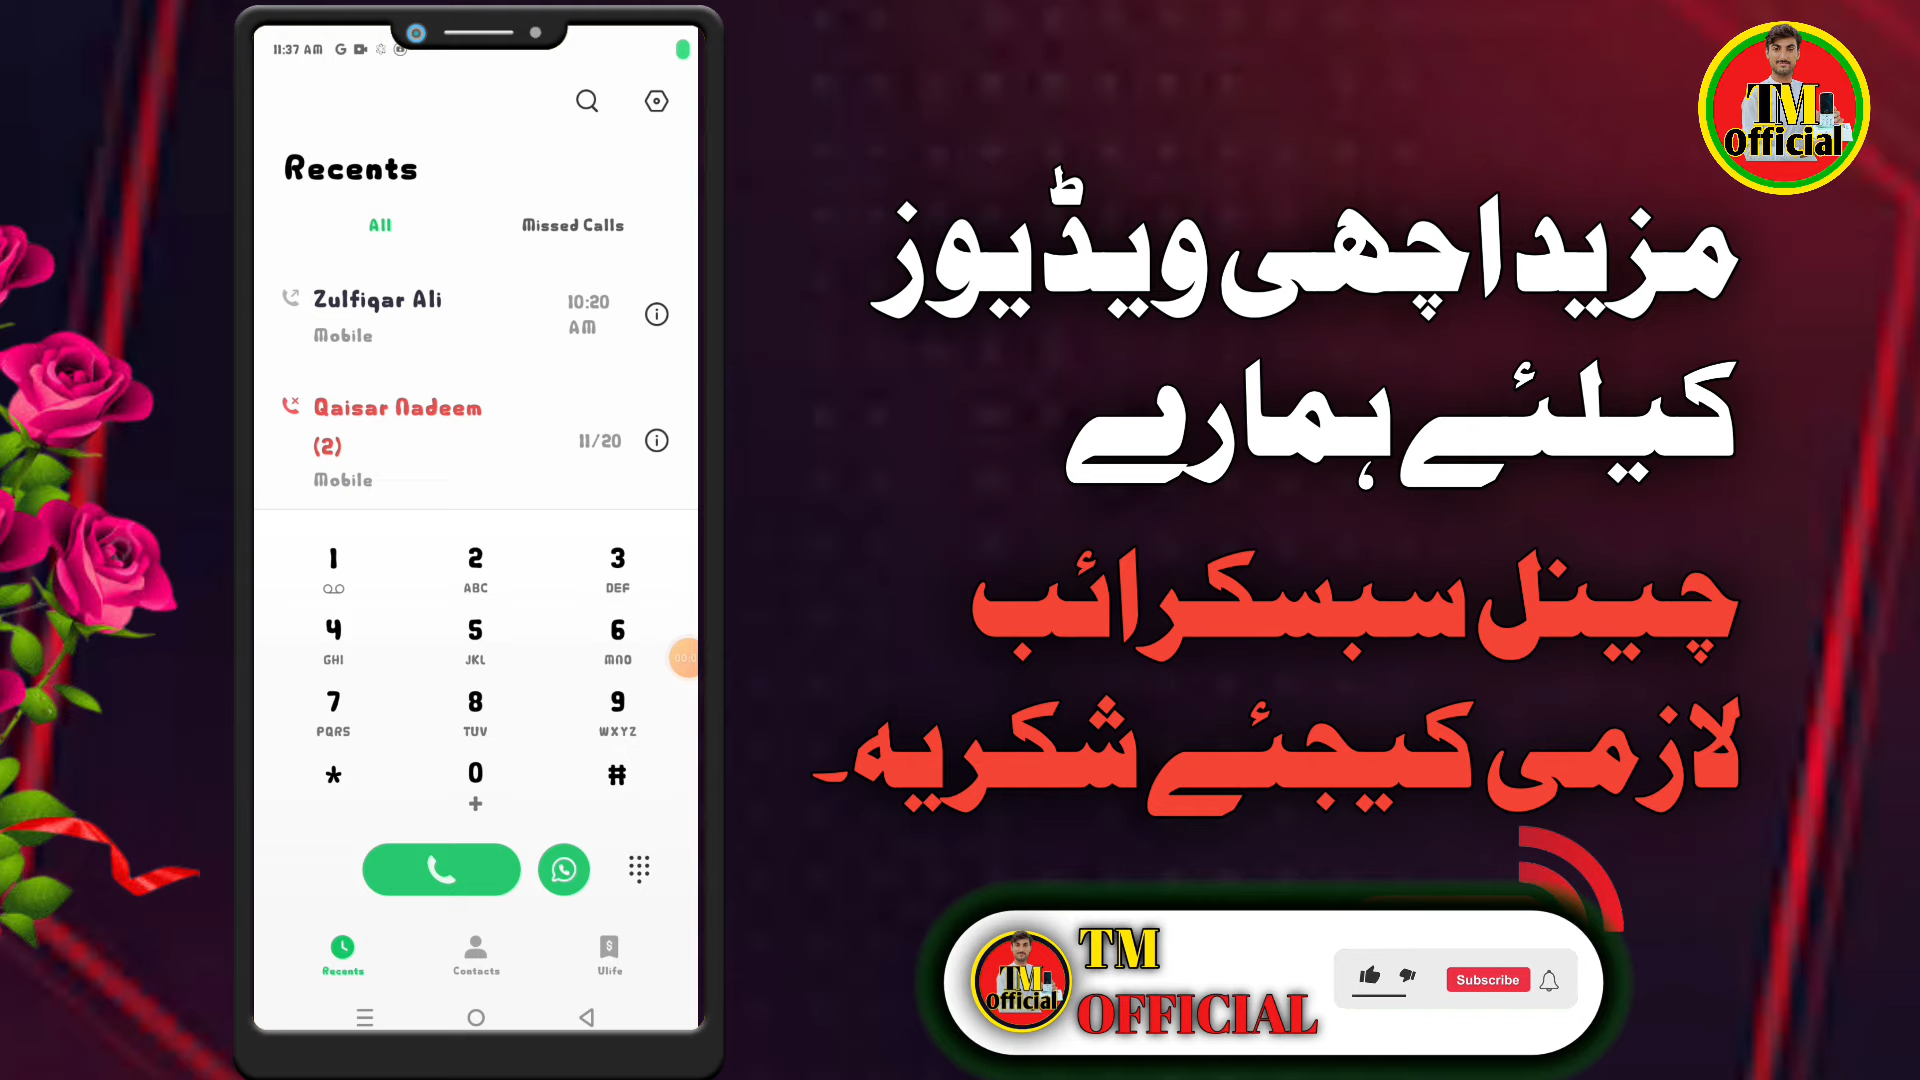 11:37 AM
Recents
All
Missed Calls
Zulfiqar Ali
10:20 AM
Mobile
Qaisar Nadeem (2)
11/20
Mobile
1
2 ABC
3 DEF
4 GHI
5 JKL
6 MNO
7 PQRS
8 TUV
9 WXYZ
*
0 +
#
Recents
Contacts
Ulife
TM
Official
مزید اچھی ویڈیوز
کیلئے ہمارے
چینل سبسکرائب
لازمی کیجئے شکریہ۔
TM
Official
TM
OFFICIAL
Subscribe